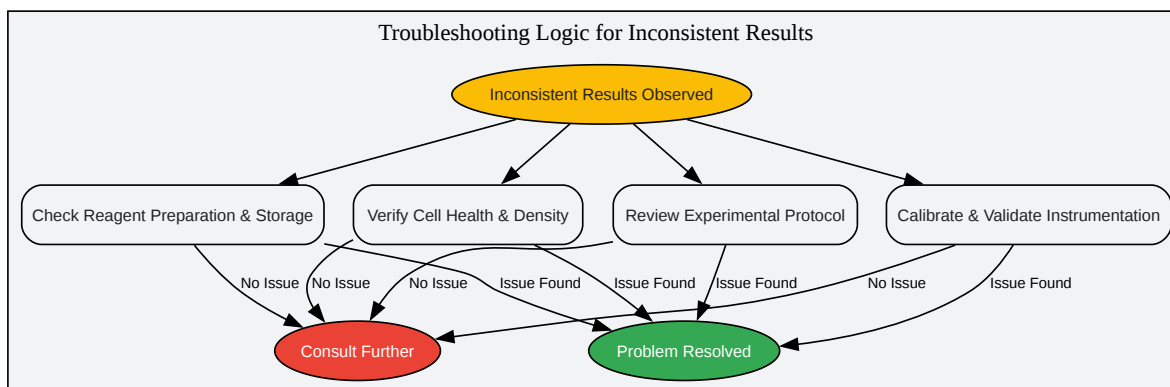 Troubleshooting Logic for Inconsistent Results
Inconsistent Results Observed
Check Reagent Preparation & Storage
Verify Cell Health & Density
Review Experimental Protocol
Calibrate & Validate Instrumentation
No Issue
No Issue
No Issue
Issue Found
Issue Found
Issue Found
No Issue
Issue Found
Consult Further
Problem Resolved